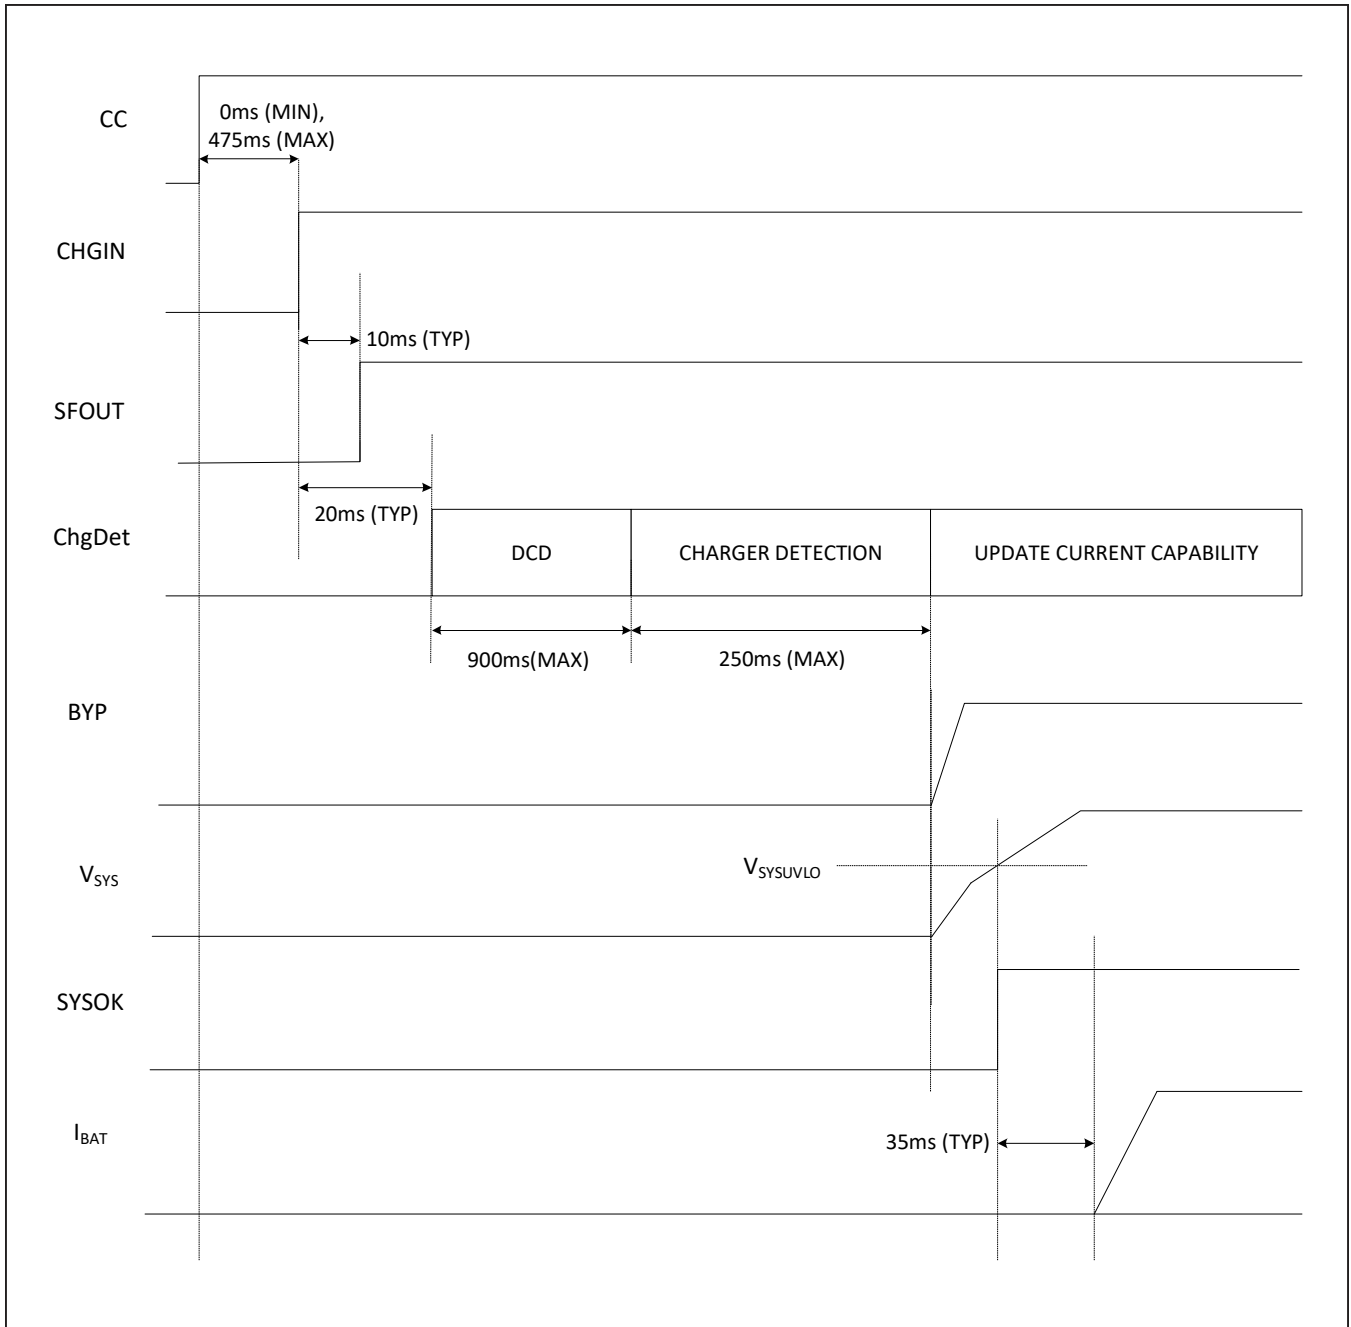 CC
0ms (MIN),
475ms (MAX)
CHGIN
10ms (TYP)
SFOUT
20ms (TYP)
ChgDet
DCD
CHARGER DETECTION
UPDATE CURRENT CAPABILITY
900ms(MAX)
250ms (MAX)
BYP
VSYS
VSYSUVLO
SYSOK
IBAT
35ms (TYP)